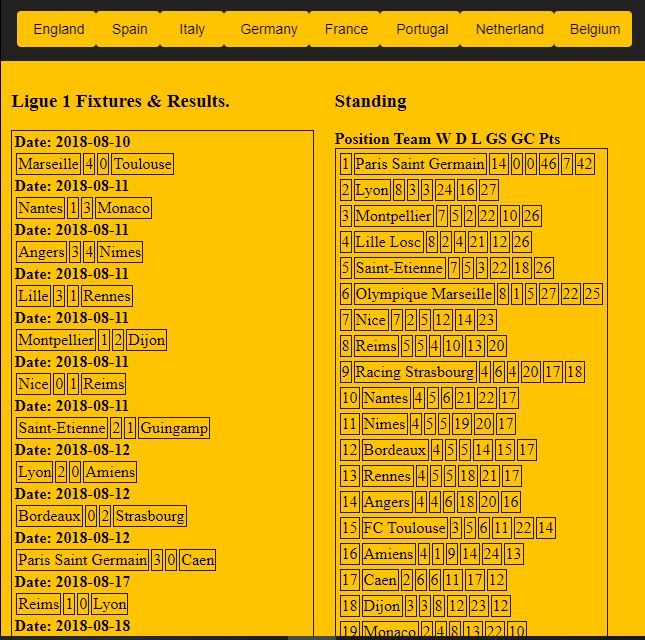 England Spain Italy Germany France Portugal Netherland Belgium
Ligue 1 Fixtures & Results.
Date: 2018-08-10
Marseille 4 0 Toulouse
Date: 2018-08-11
Nantes 1 3 Monaco
Date: 2018-08-11
Angers 3 4 Nimes
Date: 2018-08-11
Lille 3 1 Rennes
Date: 2018-08-11
Montpellier 1 2 Dijon
Date: 2018-08-11
Nice 0 1 Reims
Date: 2018-08-11
Saint-Etienne 2 1 Guingamp
Date: 2018-08-12
Lyon 2 0 Amiens
Date: 2018-08-12
Bordeaux 0 2 Strasbourg
Date: 2018-08-12
Paris Saint Germain 3 0 Caen
Date: 2018-08-17
Reims 1 0 Lyon
Date: 2018-08-18
Standing
Position Team W D L GS GC Pts
1 Paris Saint Germain 14 0 0 46 7 42
2 Lyon 8 3 3 24 16 27
3 Montpellier 7 5 2 22 10 26
4 Lille Losc 8 2 4 21 12 26
5 Saint-Etienne 7 5 3 22 18 26
6 Olympique Marseille 8 1 5 27 22 25
7 Nice 7 2 5 12 14 23
8 Reims 5 5 4 10 13 20
9 Racing Strasbourg 4 6 4 20 17 18
10 Nantes 4 5 6 21 22 17
11 Nimes 4 5 5 19 20 17
12 Bordeaux 4 5 5 14 15 17
13 Rennes 4 5 5 18 21 17
14 Angers 4 4 6 18 20 16
15 FC Toulouse 3 5 6 11 22 14
16 Amiens 4 1 9 14 24 13
17 Caen 2 6 6 11 17 12
18 Dijon 3 3 8 12 23 12
19 Monaco 2 4 8 13 22 10